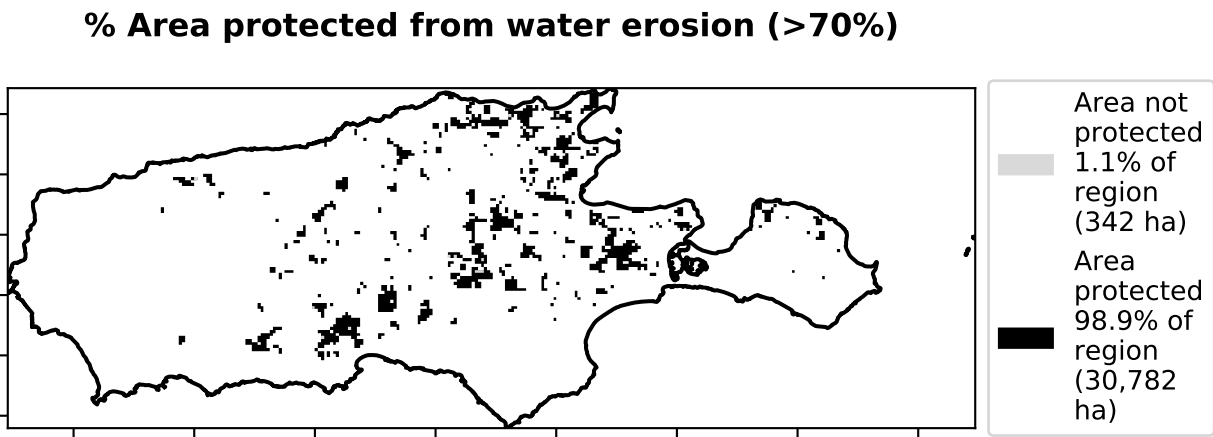 % Area protected from water erosion (>70%)
Area not
protected
1.1% of
region
(342 ha)
Area
protected
98.9% of
region
(30,782
ha)